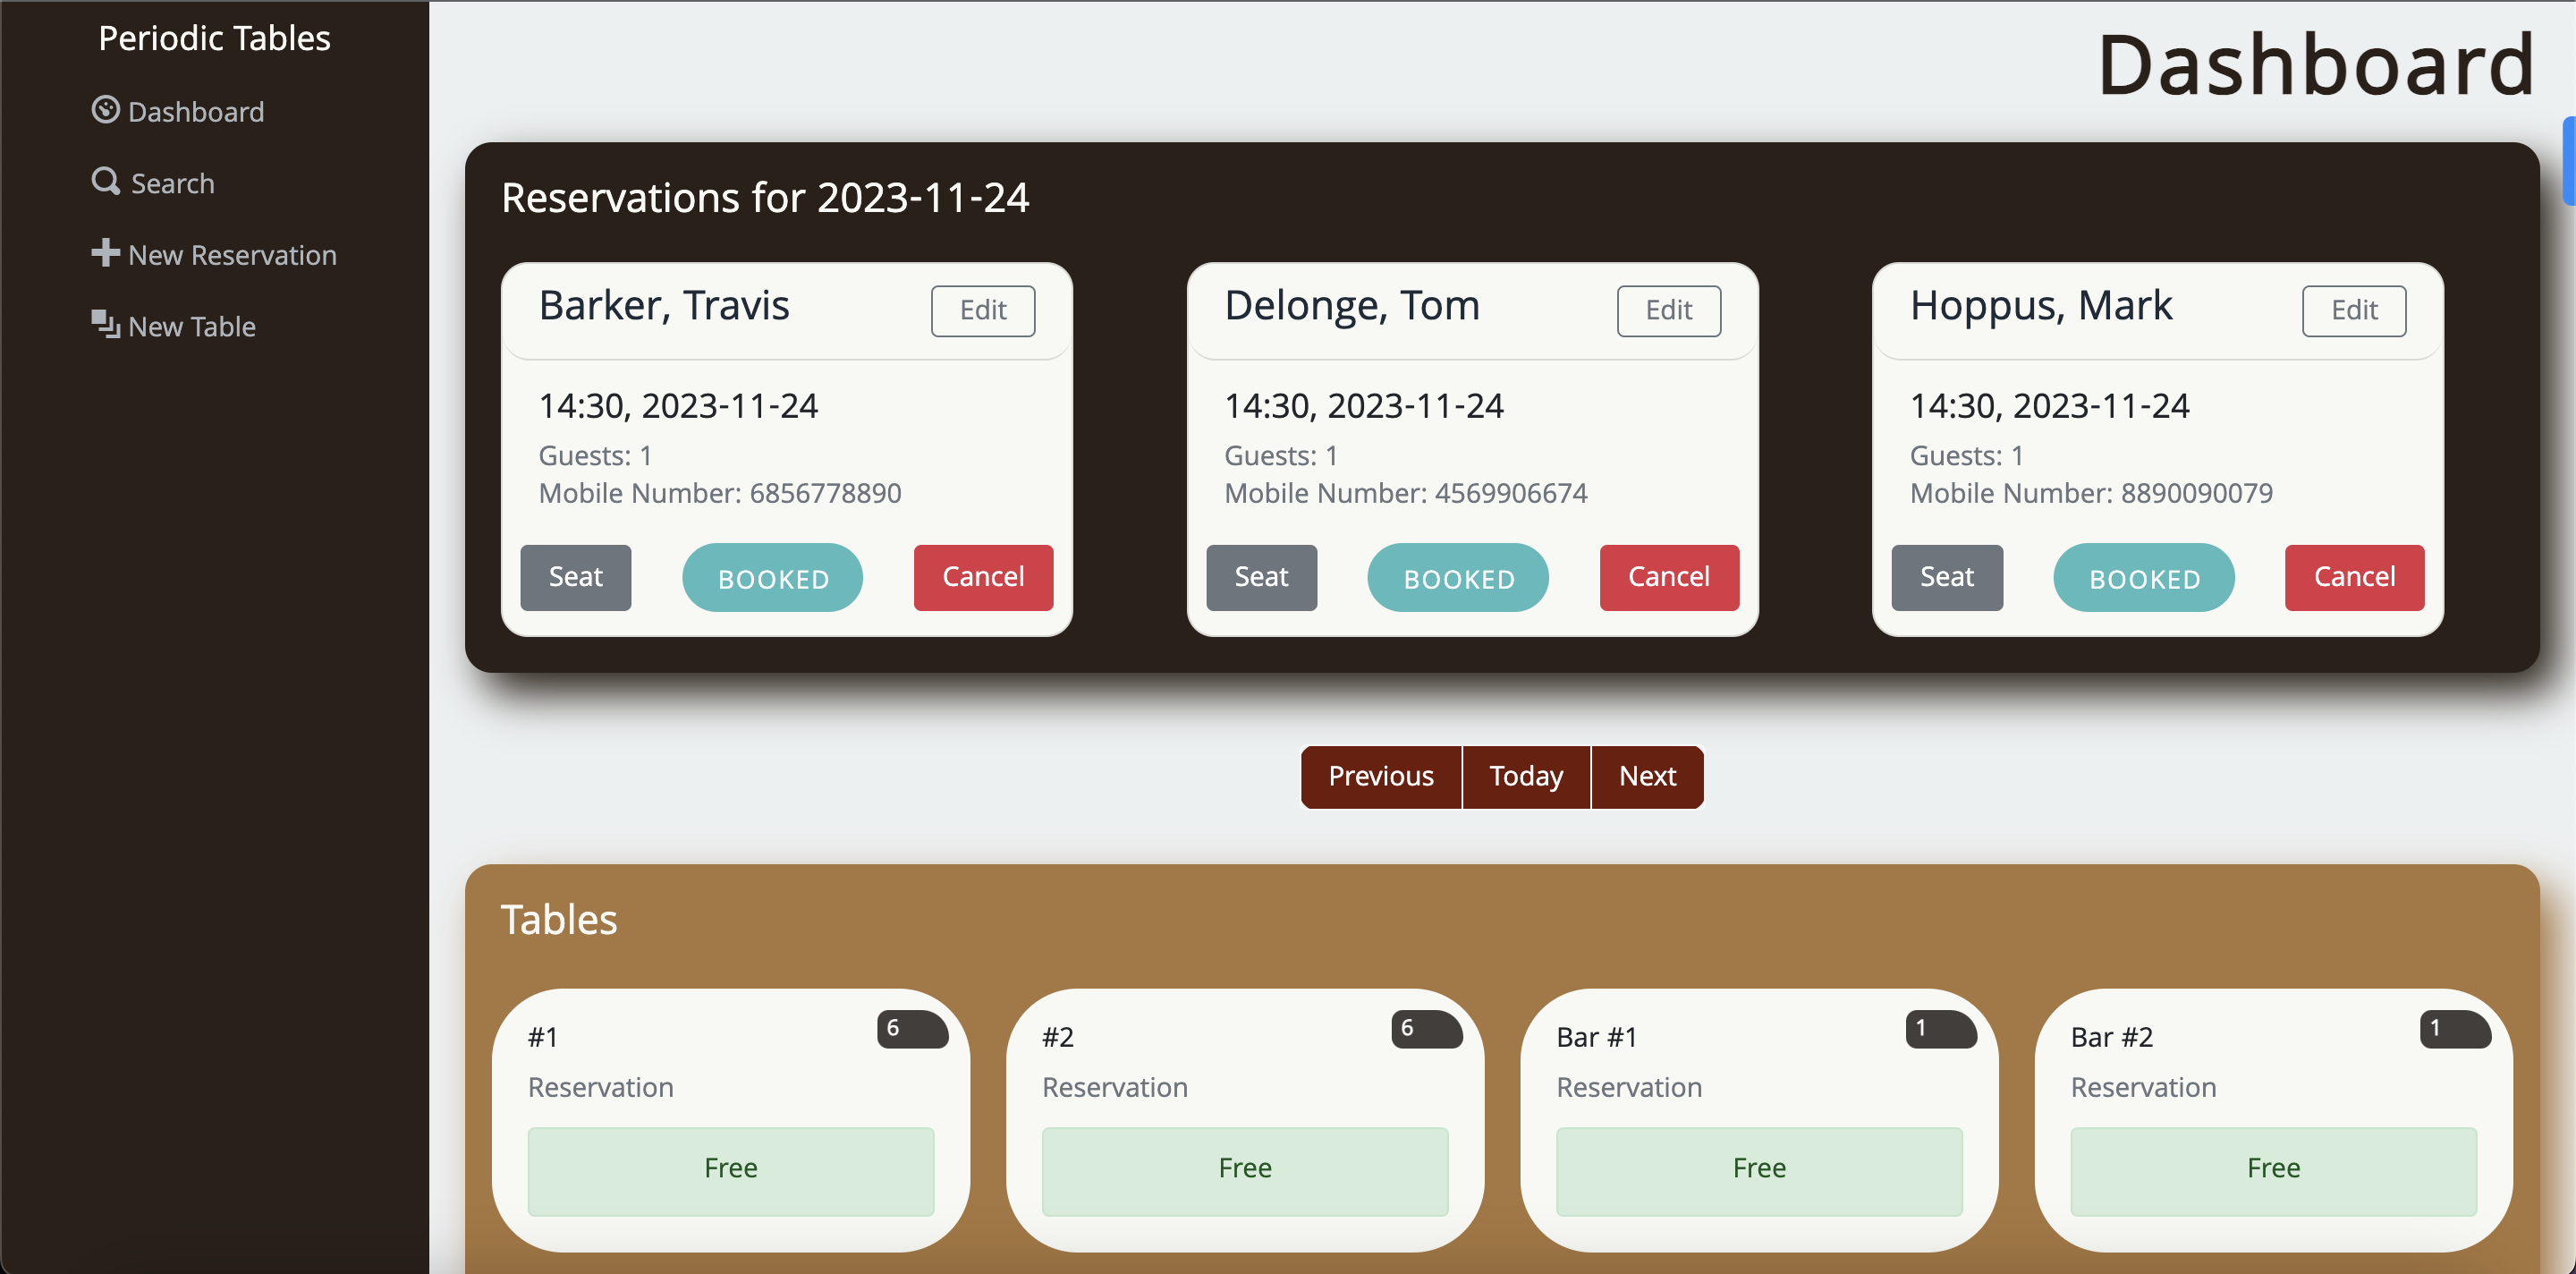 Periodic Tables
Dashboard
Search
New Reservation
New Table
Dashboard
Reservations for 2023-11-24
Barker, Travis
Edit
14:30, 2023-11-24
Guests: 1
Mobile Number: 6856778890
Seat
BOOKED
Cancel
Delonge, Tom
Edit
14:30, 2023-11-24
Guests: 1
Mobile Number: 4569906674
Seat
BOOKED
Cancel
Hoppus, Mark
Edit
14:30, 2023-11-24
Guests: 1
Mobile Number: 8890090079
Seat
BOOKED
Cancel
Previous
Today
Next
Tables
#1
6
Reservation
Free
#2
6
Reservation
Free
Bar #1
1
Reservation
Free
Bar #2
1
Reservation
Free